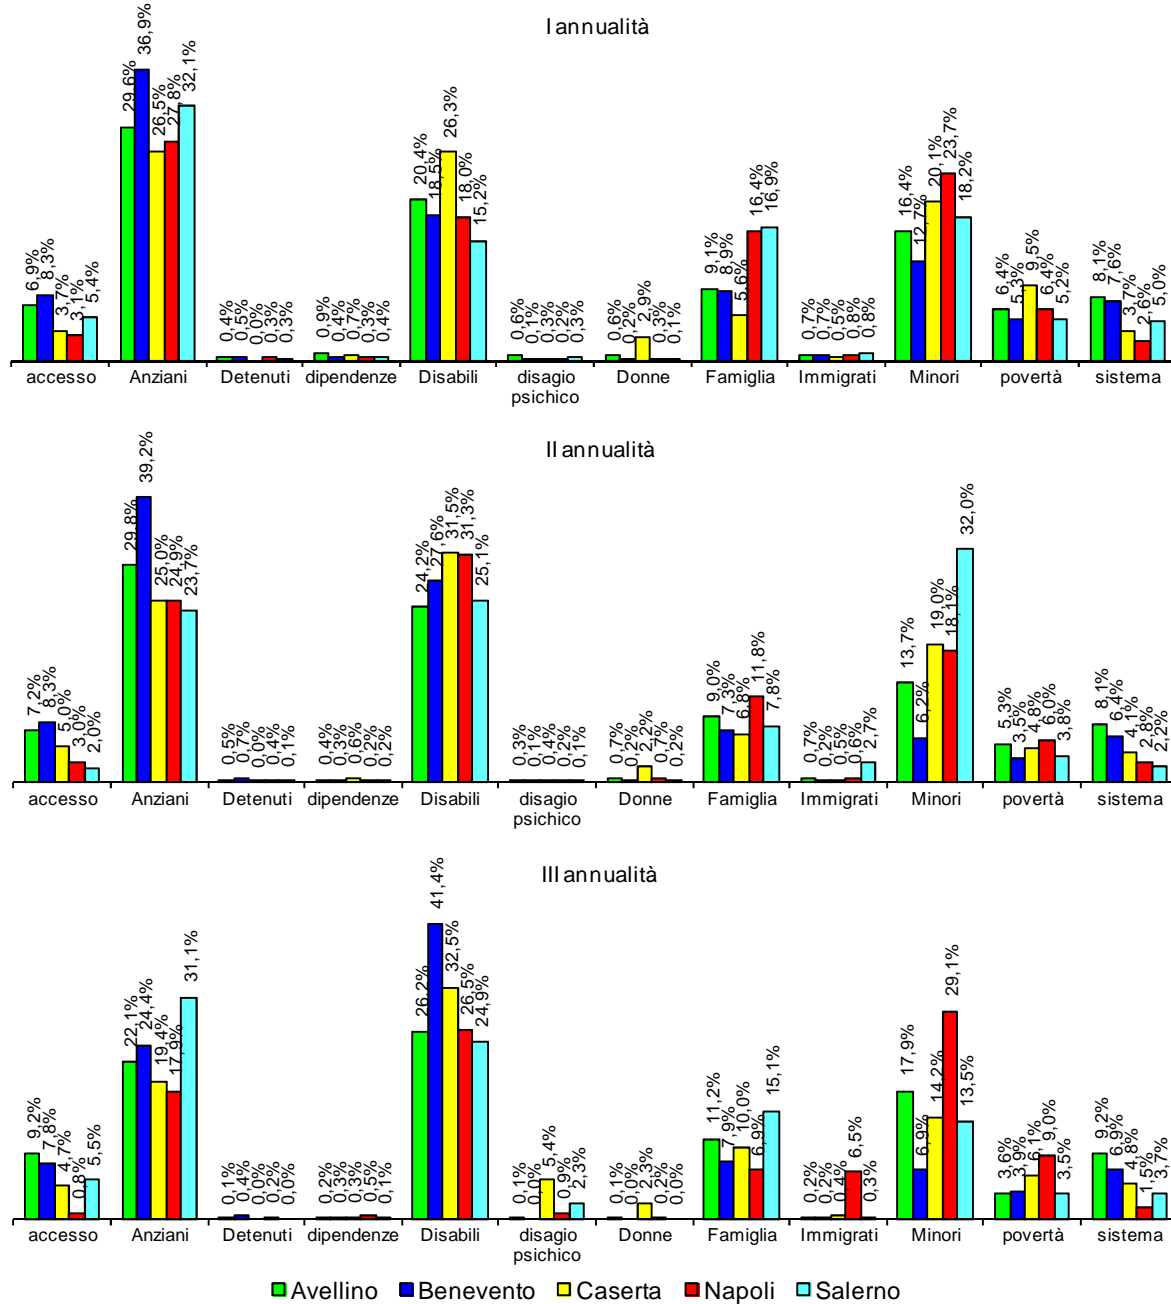 I annualità
29,6% 36,9% 26,5% 27,8% 32,1%
20,4% 18,5% 26,3% 18,0% 15,2%
16,4% 12,7% 20,1% 23,7% 18,2%
9,1% 8,9% 5,6% 16,4% 16,9%
6,9% 8,3% 3,7% 3,1% 5,4%
0,4% 0,5% 0,0% 0,3% 0,3%
0,9% 0,4% 0,7% 0,3% 0,4%
0,6% 0,1% 0,3% 0,2% 0,3%
0,6% 0,2% 2,9% 0,3% 0,1%
0,7% 0,7% 0,5% 0,8% 0,8%
6,4% 5,3% 9,5% 6,4% 5,2%
8,1% 7,6% 3,7% 2,6% 5,0%
accesso Anziani Detenuti dipendenze Disabili disagio psichico Donne Famiglia Immigrati Minori povertà sistema
II annualità
7,2% 8,3% 5,0% 3,0% 2,0%
29,8% 39,2% 25,0% 24,9% 23,7%
0,5% 0,7% 0,0% 0,4% 0,1%
0,4% 0,3% 0,6% 0,2% 0,2%
24,2% 27,6% 31,5% 31,3% 25,1%
0,3% 0,1% 0,4% 0,2% 0,1%
0,7% 0,2% 2,2% 0,7% 0,2%
9,0% 7,3% 6,8% 11,8% 7,8%
0,7% 0,2% 0,5% 0,6% 2,7%
13,7% 6,2% 19,0% 18,1% 32,0%
5,3% 3,5% 4,8% 6,0% 3,8%
8,1% 6,4% 4,1% 2,8% 2,2%
accesso Anziani Detenuti dipendenze Disabili disagio psichico Donne Famiglia Immigrati Minori povertà sistema
III annualità
9,2% 7,8% 4,7% 0,8% 5,5%
22,1% 24,4% 19,4% 17,9% 31,1%
0,1% 0,4% 0,0% 0,2% 0,0%
0,2% 0,3% 0,3% 0,5% 0,1%
26,2% 41,4% 32,5% 26,5% 24,9%
0,1% 0,0% 5,4% 0,9% 2,3%
0,1% 0,0% 2,3% 0,2% 0,0%
11,2% 7,9% 10,0% 6,9% 15,1%
0,2% 0,2% 0,4% 6,5% 0,3%
17,9% 6,9% 14,2% 29,1% 13,5%
3,6% 3,9% 6,1% 9,0% 3,5%
9,2% 6,9% 4,8% 1,5% 3,7%
accesso Anziani Detenuti dipendenze Disabili disagio psichico Donne Famiglia Immigrati Minori povertà sistema
Avellino Benevento Caserta Napoli Salerno